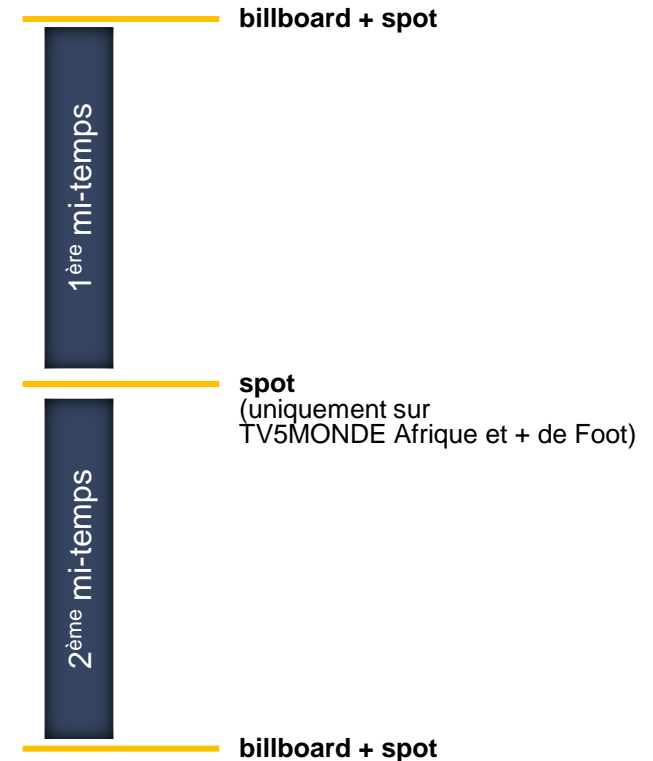 billboard + spot
1ère mi-temps
spot
(uniquement sur
TV5MONDE Afrique et + de Foot)
2ème mi-temps
billboard + spot